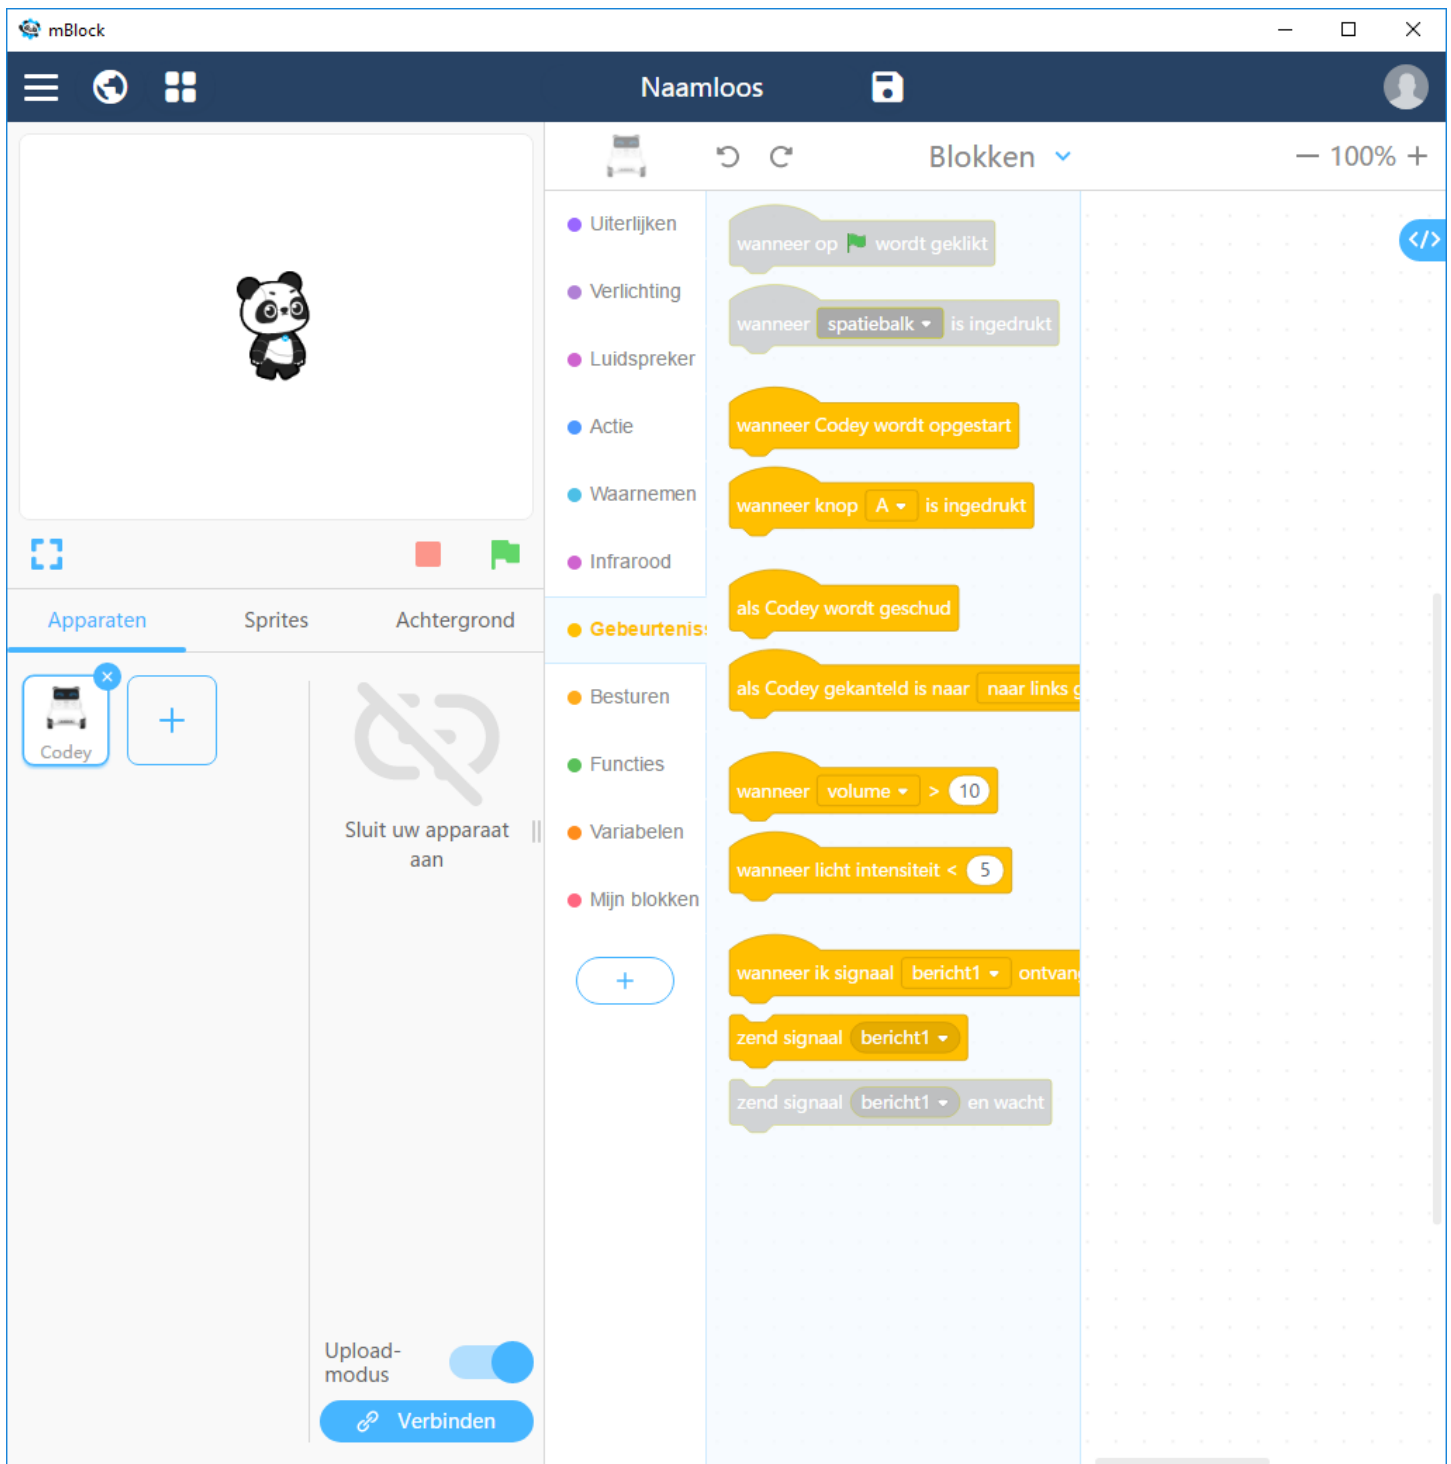 mBlock
Naamloos
Blokken
100%
Apparaten
Sprites
Achtergrond
Codey
Sluit uw apparaat
aan
Upload-
modus
Verbinden
Uiterlijken
Verlichting
Luidspreker
Actie
Waarnemen
Infrarood
Gebeurtenis
Besturen
Functies
Variabelen
Mijn blokken
wanneer op wordt geklikt
wanneer spatiebalk is ingedrukt
wanneer Codey wordt opgestart
wanneer knop A is ingedrukt
als Codey wordt geschud
als Codey gekanteld is naar naar links g
wanneer volume > 10
wanneer licht intensiteit < 5
wanneer ik signaal bericht1 ontvan
zend signaal bericht1
zend signaal bericht1 en wacht